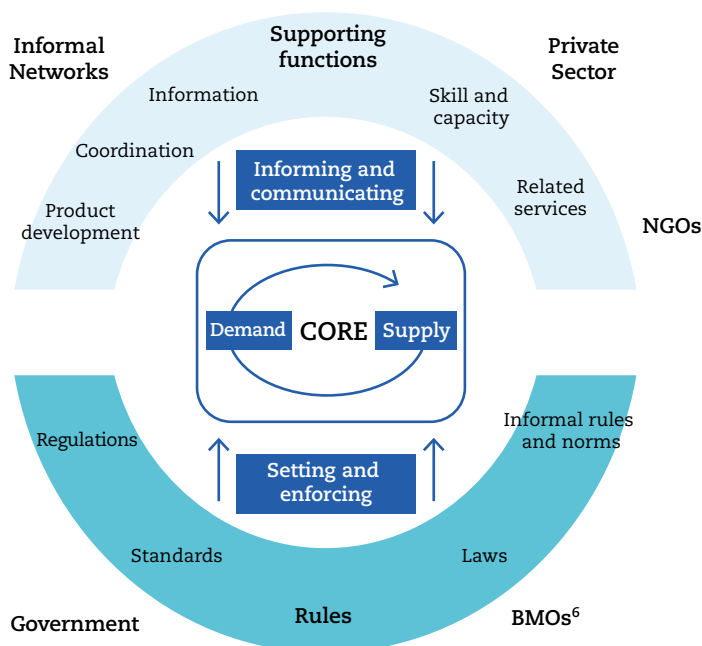 Informal
Networks
Supporting
functions
Private
Sector
Information
Skill and
capacity
Coordination
Informing and
communicating
Related
services
Product
development
NGOs
Demand
CORE
Supply
Regulations
Informal rules
and norms
Setting and
enforcing
Standards
Laws
Government
Rules
BMOs⁶